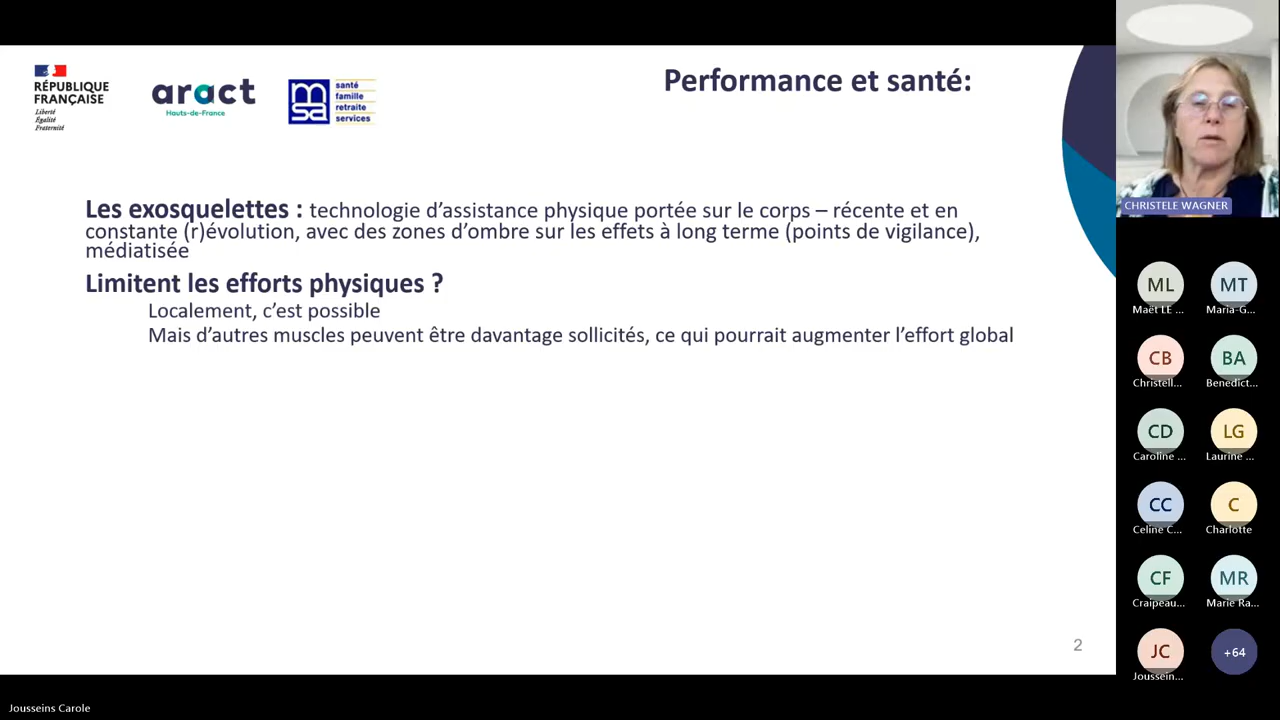 RÉPUBLIQUE
FRANÇAISE
Liberté
Égalité
Fraternité
aract
Hauts-de-France
msa
santé
famille
retraite
services
Performance et santé:
Les exosquelettes : technologie d’assistance physique portée sur le corps – récente et en
constante (r)évolution, avec des zones d’ombre sur les effets à long terme (points de vigilance),
médiatisée
Limitent les efforts physiques ?
Localement, c’est possible
Mais d’autres muscles peuvent être davantage sollicités, ce qui pourrait augmenter l’effort global
2
CHRISTELE WAGNER
ML
MT
Maët LE ...
Maria-G...
CB
BA
Christell...
Benedict...
CD
LG
Caroline ...
Laurine ...
CC
C
Celine C...
Charlotte
CF
MR
Craipeau...
Marie Ra...
JC
+64
Joussein...
Jousseins Carole